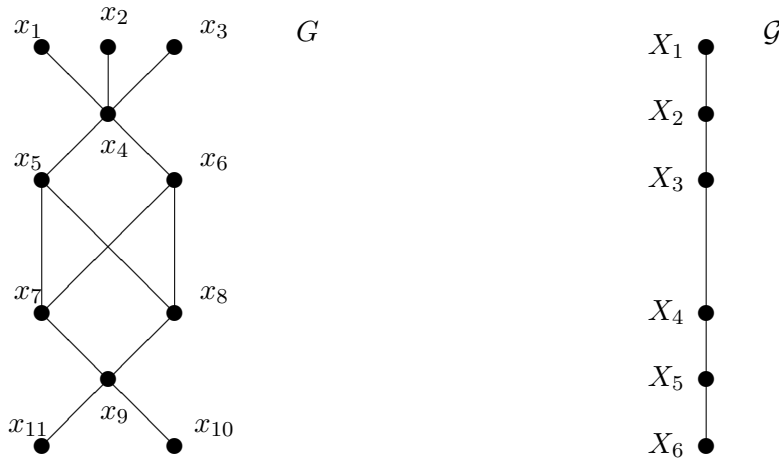 x₁ x₂ x₃ G X₁ 𝒢
x₄ X₂
x₅ x₆ X₃
x₇ x₈ X₄
x₉ X₅
x₁₁ x₁₀ X₆